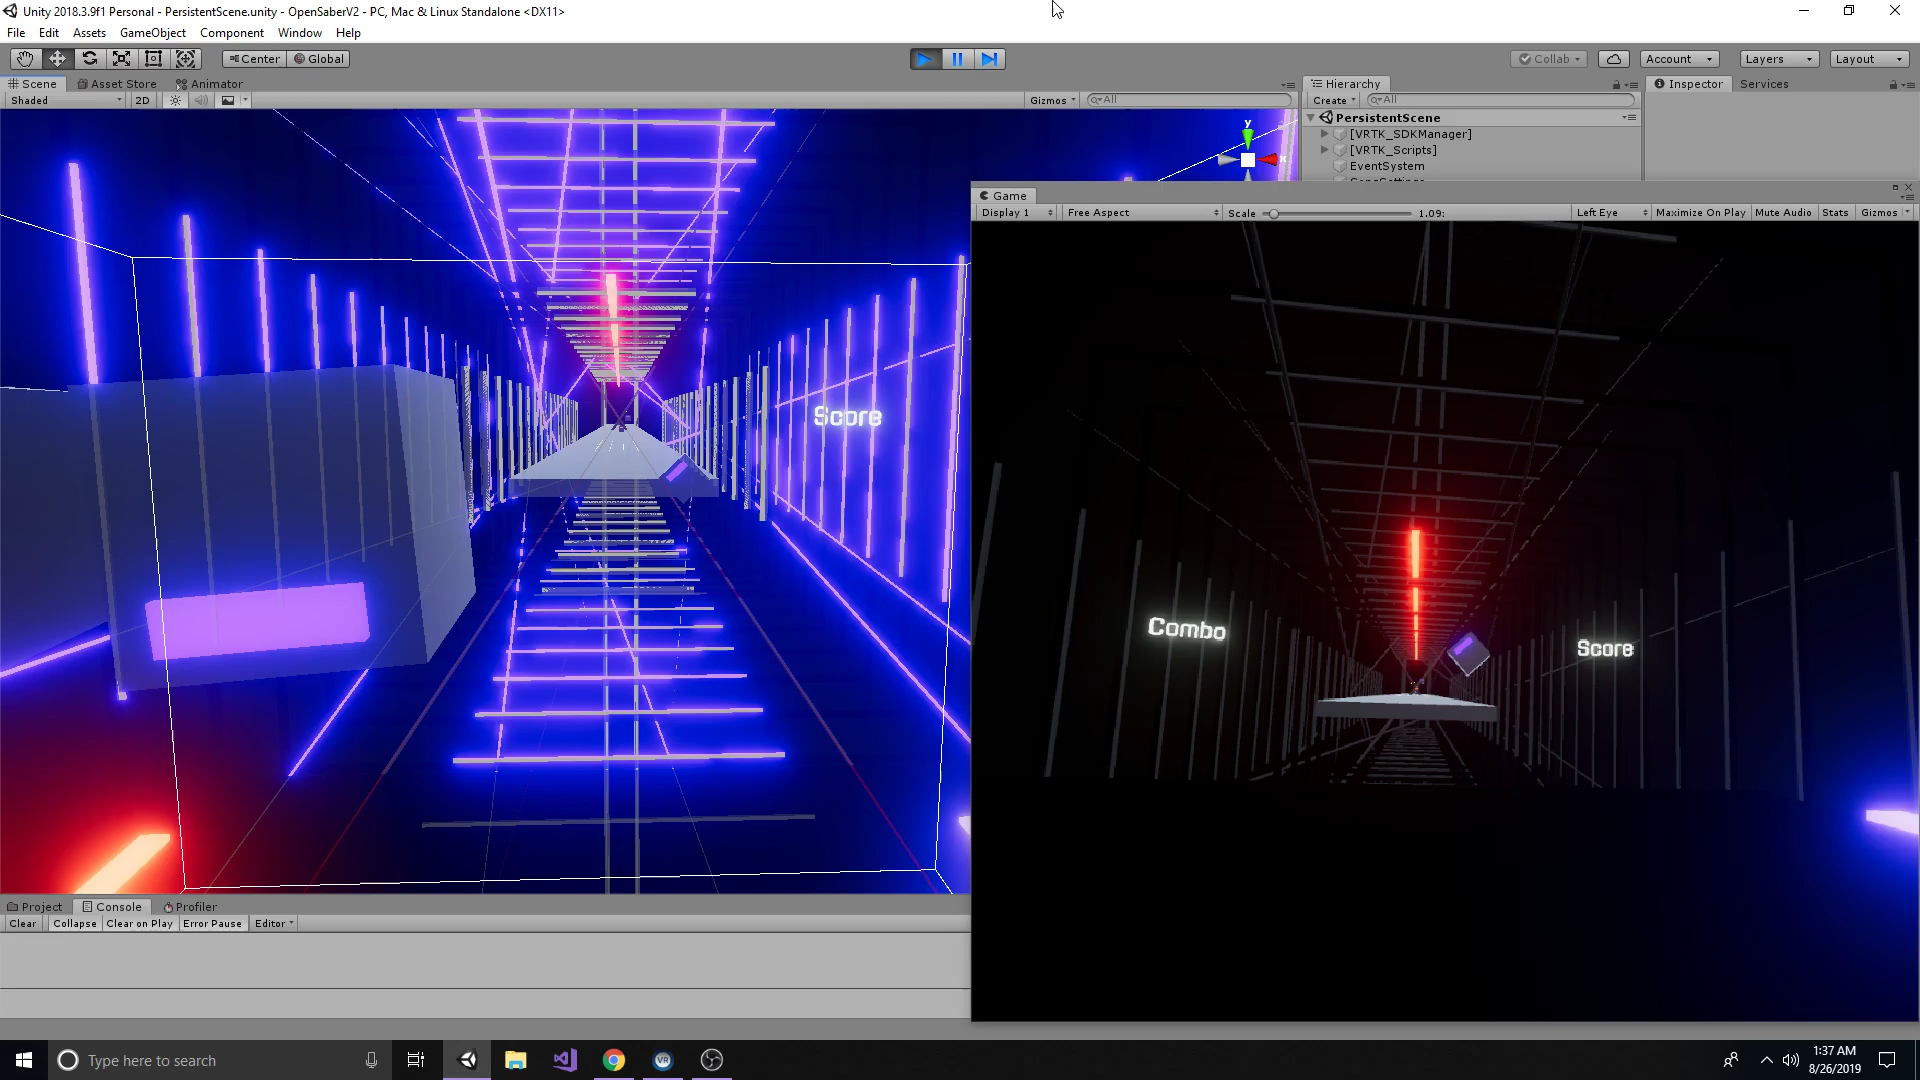 Unity 2018.3.9f1 Personal - PersistentScene.unity - OpenSaberV2 - PC, Mac & Linux Standalone <DX11>
File Edit Assets GameObject Component Window Help
Center Global Collab Account Layers Layout
Scene Asset Store Animator
Shaded 2D Gizmos All
Hierarchy
Create All
PersistentScene
[VRTK_SDKManager]
[VRTK_Scripts]
EventSystem
Inspector Services
y
x
Score
Game
Display 1 Free Aspect Scale 1.09: Left Eye Maximize On Play Mute Audio Stats Gizmos
Combo
Score
Project Console Profiler
Clear Collapse Clear on Play Error Pause Editor
Type here to search
VR
1:37 AM
8/26/2019